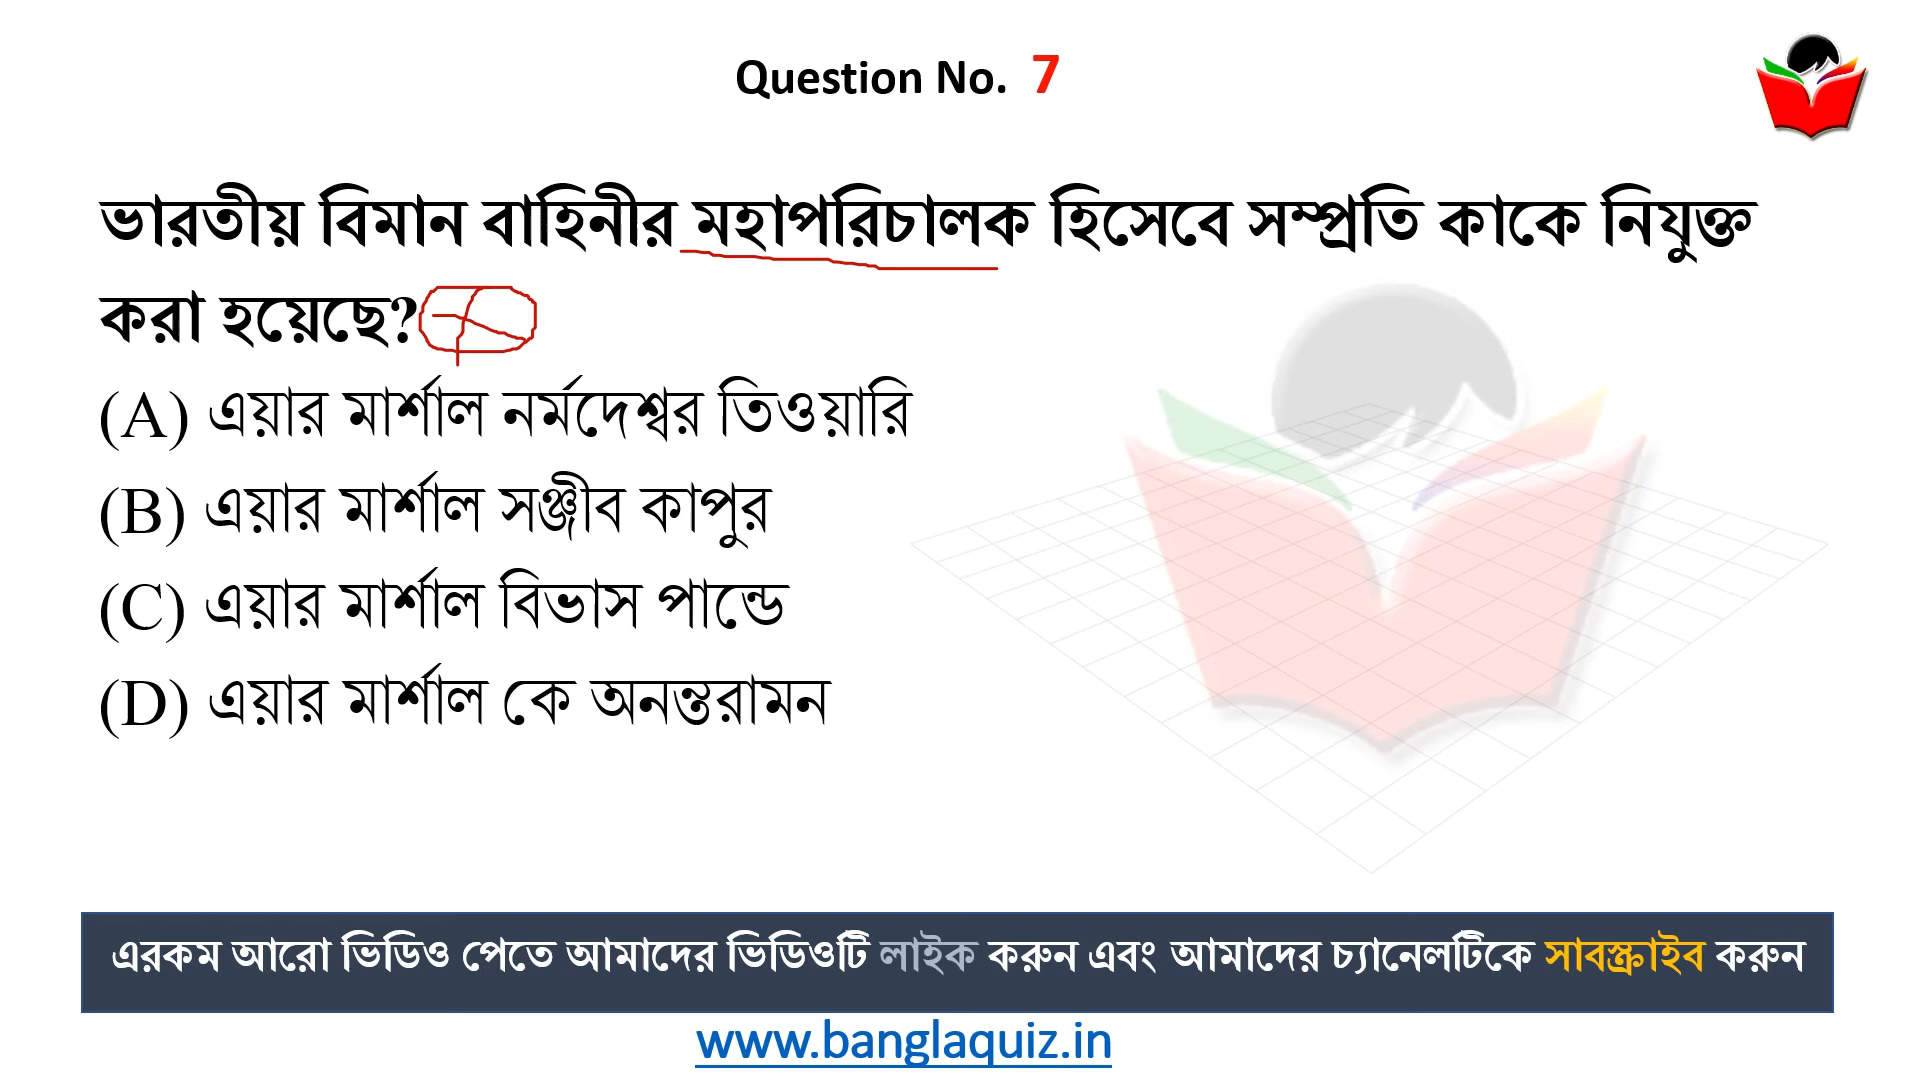 Question No. 7
ভারতীয় বিমান বাহিনীর মহাপরিচালক হিসেবে সম্প্রতি কাকে নিযুক্ত
করা হয়েছে?
(A) এয়ার মার্শাল নর্মদেশ্বর তিওয়ারি
(B) এয়ার মার্শাল সঞ্জীব কাপুর
(C) এয়ার মার্শাল বিভাস পান্ডে
(D) এয়ার মার্শাল কে অনন্তরামন
এরকম আরো ভিডিও পেতে আমাদের ভিডিওটি লাইক করুন এবং আমাদের চ্যানেলটিকে সাবস্ক্রাইব করুন
www.banglaquiz.in